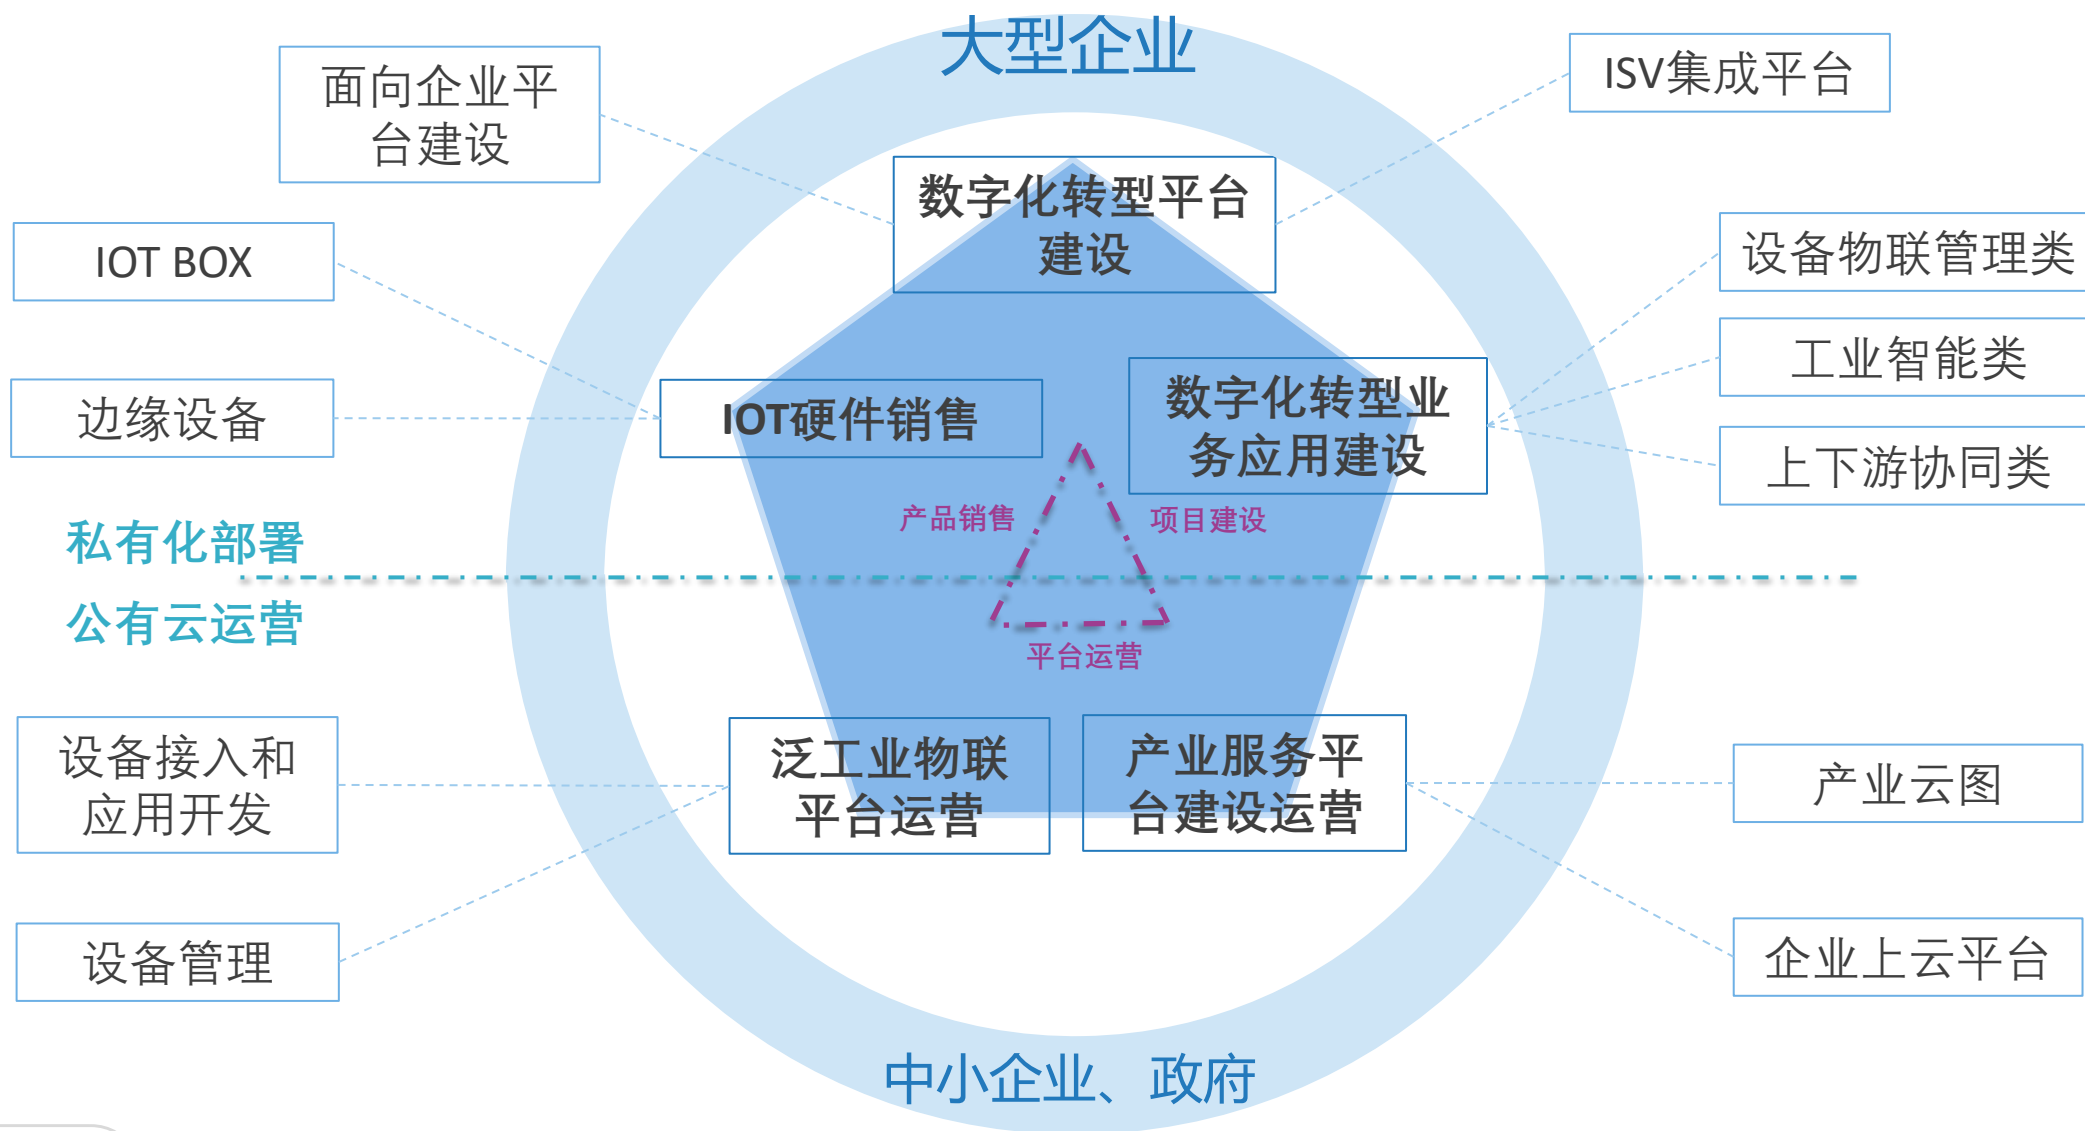 大型企业
面向企业平
台建设
ISV集成平台
数字化转型平台
建设
IOT BOX
设备物联管理类
工业智能类
边缘设备
IOT硬件销售
数字化转型业
务应用建设
上下游协同类
产品销售
项目建设
私有化部署
公有云运营
平台运营
设备接入和
应用开发
泛工业物联
平台运营
产业服务平
台建设运营
产业云图
设备管理
企业上云平台
中小企业、政府